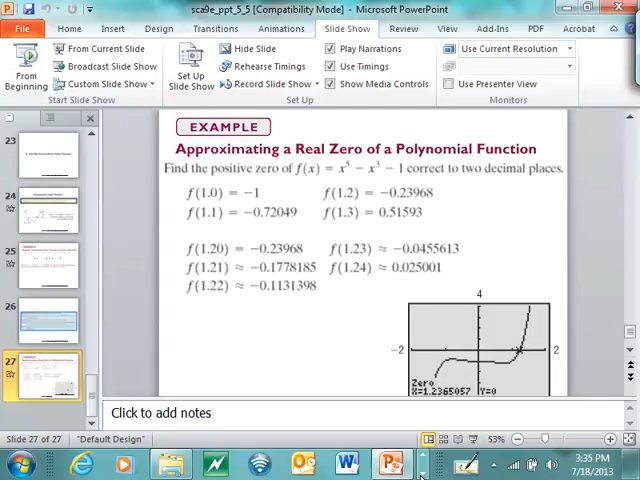 sca9e_ppt_5_5 [Compatibility Mode] - Microsoft PowerPoint
File Home Insert Design Transitions Animations Slide Show Review View Add-Ins PDF Acrobat
From Beginning
From Current Slide
Broadcast Slide Show
Custom Slide Show
Start Slide Show
Set Up Slide Show
Hide Slide
Rehearse Timings
Record Slide Show
Play Narrations
Use Timings
Show Media Controls
Set Up
Use Current Resolution
Use Presenter View
Monitors
23
24
25
26
27
EXAMPLE
Approximating a Real Zero of a Polynomial Function
Find the positive zero of f(x) = x⁵ − x³ − 1 correct to two decimal places.
f(1.0) = −1 f(1.2) = −0.23968
f(1.1) = −0.72049 f(1.3) = 0.51593
f(1.20) = −0.23968 f(1.23) ≈ −0.0455613
f(1.21) ≈ −0.1778185 f(1.24) ≈ 0.025001
f(1.22) ≈ −0.1131398
4
−2 2
Zero
X=1.2365057 Y=0
Click to add notes
Slide 27 of 27 "Default Design" 53%
3:35 PM
7/18/2013